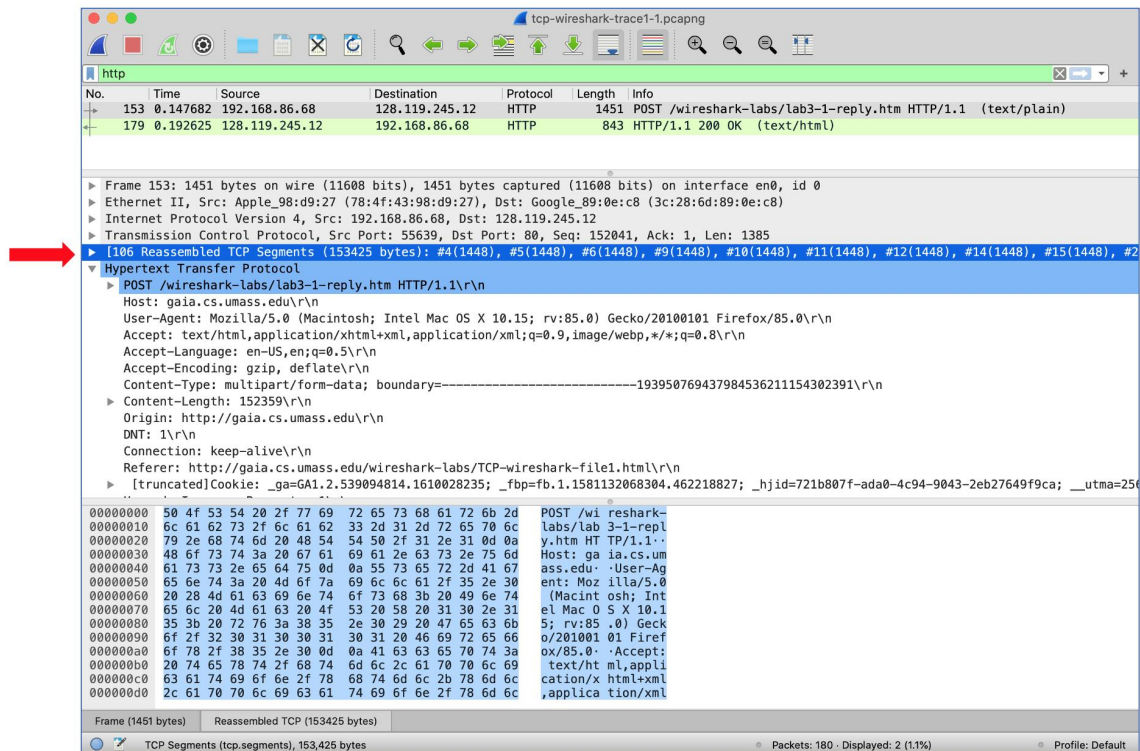 tcp-wireshark-trace1-1.pcapng
http
No. Time Source Destination Protocol Length Info
153 0.147682 192.168.86.68 128.119.245.12 HTTP 1451 POST /wireshark-labs/lab3-1-reply.htm HTTP/1.1 (text/plain)
179 0.192625 128.119.245.12 192.168.86.68 HTTP 843 HTTP/1.1 200 OK (text/html)
Frame 153: 1451 bytes on wire (11608 bits), 1451 bytes captured (11608 bits) on interface en0, id 0
Ethernet II, Src: Apple_98:d9:27 (78:4f:43:98:d9:27), Dst: Google_89:0e:c8 (3c:28:6d:89:0e:c8)
Internet Protocol Version 4, Src: 192.168.86.68, Dst: 128.119.245.12
Transmission Control Protocol, Src Port: 55639, Dst Port: 80, Seq: 152041, Ack: 1, Len: 1385
[106 Reassembled TCP Segments (153425 bytes): #4(1448), #5(1448), #6(1448), #9(1448), #10(1448), #11(1448), #12(1448), #14(1448), #15(1448), #2
Hypertext Transfer Protocol
POST /wireshark-labs/lab3-1-reply.htm HTTP/1.1\r\n
Host: gaia.cs.umass.edu\r\n
User-Agent: Mozilla/5.0 (Macintosh; Intel Mac OS X 10.15; rv:85.0) Gecko/20100101 Firefox/85.0\r\n
Accept: text/html,application/xhtml+xml,application/xml;q=0.9,image/webp,*/*;q=0.8\r\n
Accept-Language: en-US,en;q=0.5\r\n
Accept-Encoding: gzip, deflate\r\n
Content-Type: multipart/form-data; boundary=---------------------------193950769437984536211154302391\r\n
Content-Length: 152359\r\n
Origin: http://gaia.cs.umass.edu\r\n
DNT: 1\r\n
Connection: keep-alive\r\n
Referer: http://gaia.cs.umass.edu/wireshark-labs/TCP-wireshark-file1.html\r\n
[truncated]Cookie: _ga=GA1.2.539094814.1610028235; _fbp=fb.1.1581132068304.462218827; _hjid=721b807f-ada0-4c94-9043-2eb27649f9ca; __utma=256
00000000 50 4f 53 54 20 2f 77 69 72 65 73 68 61 72 6b 2d POST /wi reshark-
00000010 6c 61 62 73 2f 6c 61 62 33 2d 31 2d 72 65 70 6c labs/lab 3-1-repl
00000020 79 2e 68 74 6d 20 48 54 54 50 2f 31 2e 31 0d 0a y.htm HT TP/1.1··
00000030 48 6f 73 74 3a 20 67 61 69 61 2e 63 73 2e 75 6d Host: ga ia.cs.um
00000040 61 73 73 2e 65 64 75 0d 0a 55 73 65 72 2d 41 67 ass.edu· ·User-Ag
00000050 65 6e 74 3a 20 4d 6f 7a 69 6c 6c 61 2f 35 2e 30 ent: Moz illa/5.0
00000060 20 28 4d 61 63 69 6e 74 6f 73 68 3b 20 49 6e 74 (Macint osh; Int
00000070 65 6c 20 4d 61 63 20 4f 53 20 58 20 31 30 2e 31 el Mac O S X 10.1
00000080 35 3b 20 72 76 3a 38 35 2e 30 29 20 47 65 63 6b 5; rv:85 .0) Geck
00000090 6f 2f 32 30 31 30 30 31 30 31 20 46 69 72 65 66 o/201001 01 Firef
000000a0 6f 78 2f 38 35 2e 30 0d 0a 41 63 63 65 70 74 3a ox/85.0· ·Accept:
000000b0 20 74 65 78 74 2f 68 74 6d 6c 2c 61 70 70 6c 69 text/ht ml,appli
000000c0 63 61 74 69 6f 6e 2f 78 68 74 6d 6c 2b 78 6d 6c cation/x html+xml
000000d0 2c 61 70 70 6c 69 63 61 74 69 6f 6e 2f 78 6d 6c ,applica tion/xml
Frame (1451 bytes) Reassembled TCP (153425 bytes)
TCP Segments (tcp.segments), 153,425 bytes Packets: 180 · Displayed: 2 (1.1%) Profile: Default